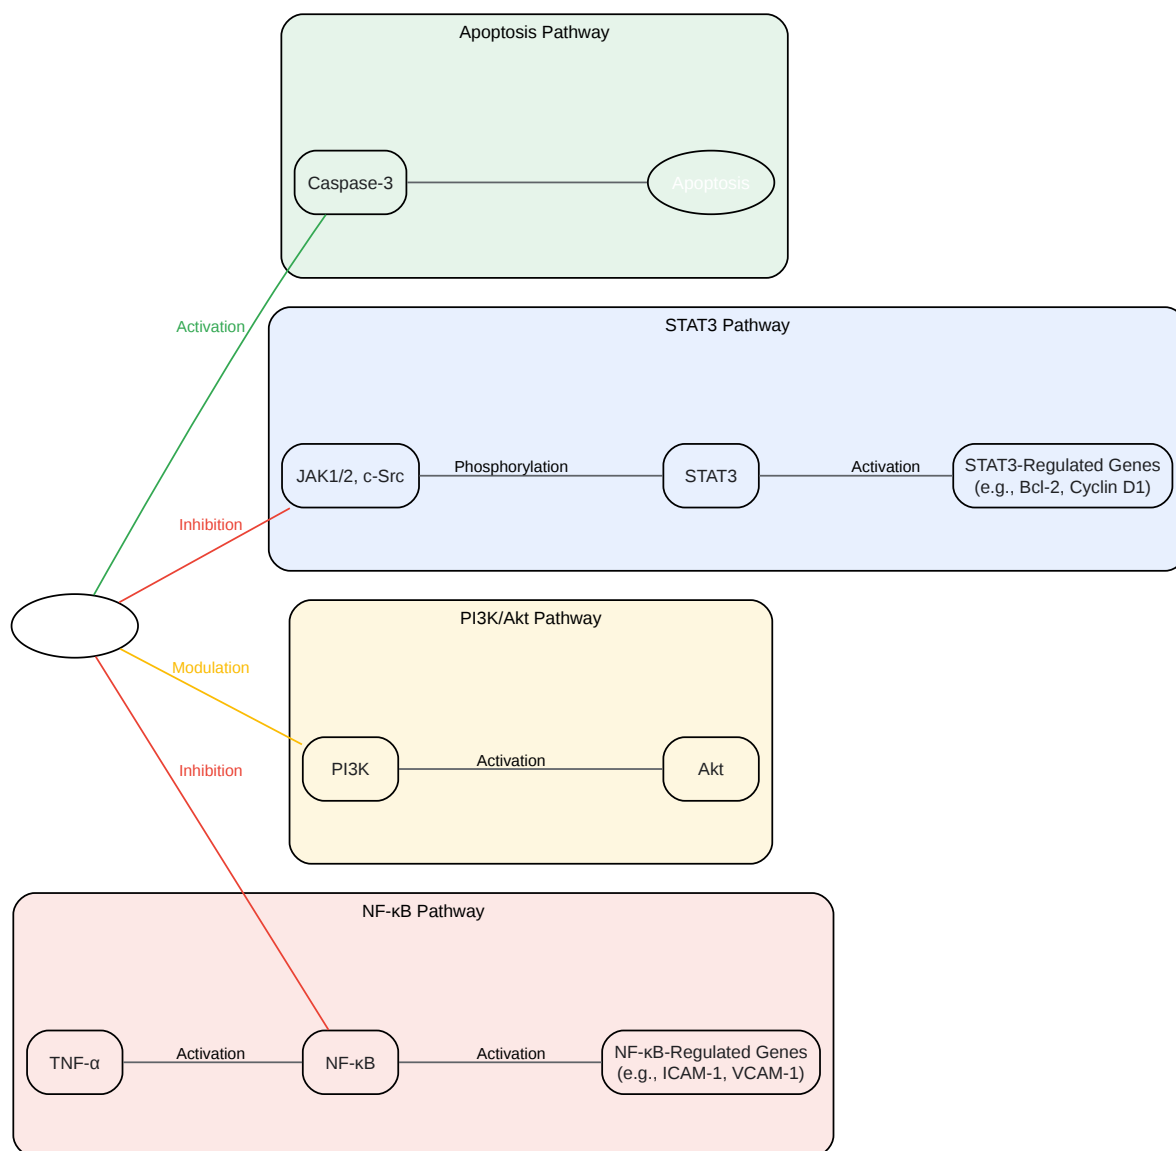 Apoptosis Pathway
Caspase-3
Apoptosis
Activation
STAT3 Pathway
JAK1/2, c-Src
Phosphorylation
STAT3
Activation
STAT3-Regulated Genes
(e.g., Bcl-2, Cyclin D1)
Inhibition
PI3K/Akt Pathway
Modulation
PI3K
Activation
Akt
Inhibition
NF-κB Pathway
TNF-α
Activation
NF-κB
Activation
NF-κB-Regulated Genes
(e.g., ICAM-1, VCAM-1)